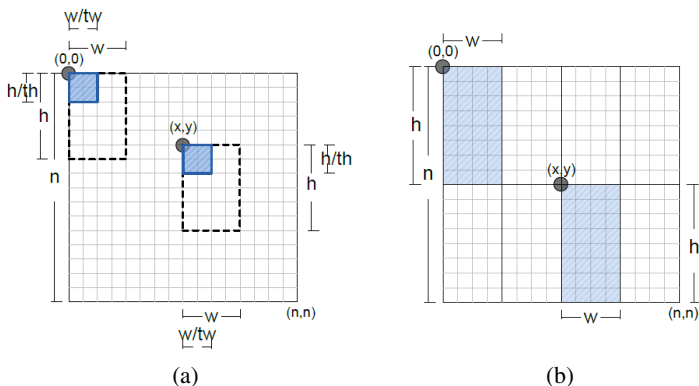 w/tw
w
(0,0)
h/th
h
n
(x,y)
h/th
h
(n,n)
w
w/tw
(a)
w
(0,0)
h
n
(x,y)
h
(n,n)
w
(b)